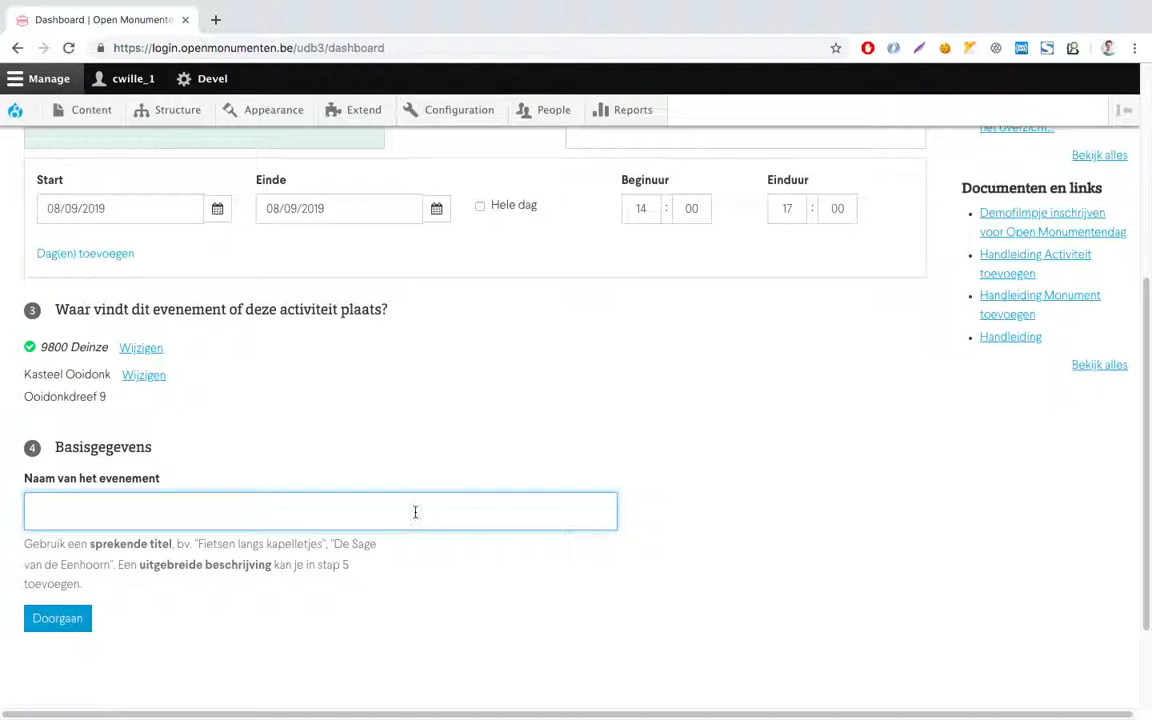 Dashboard | Open Monumente
https://login.openmonumenten.be/udb3/dashboard
Manage cwille_1 Devel
Content Structure Appearance Extend Configuration People Reports
het overzicht...
Bekijk alles
Start Einde Beginuur Einduur
08/09/2019 08/09/2019 Hele dag 14 : 00 17 : 00
Dag(en) toevoegen
3 Waar vindt dit evenement of deze activiteit plaats?
9800 Deinze Wijzigen
Kasteel Ooidonk Wijzigen
Ooidonkdreef 9
4 Basisgegevens
Naam van het evenement
Gebruik een sprekende titel, bv. "Fietsen langs kapelletjes", "De Sage
van de Eenhoorn". Een uitgebreide beschrijving kan je in stap 5
toevoegen.
Doorgaan
Documenten en links
Demofilmpje inschrijven
voor Open Monumentendag
Handleiding Activiteit
toevoegen
Handleiding Monument
toevoegen
Handleiding
Bekijk alles